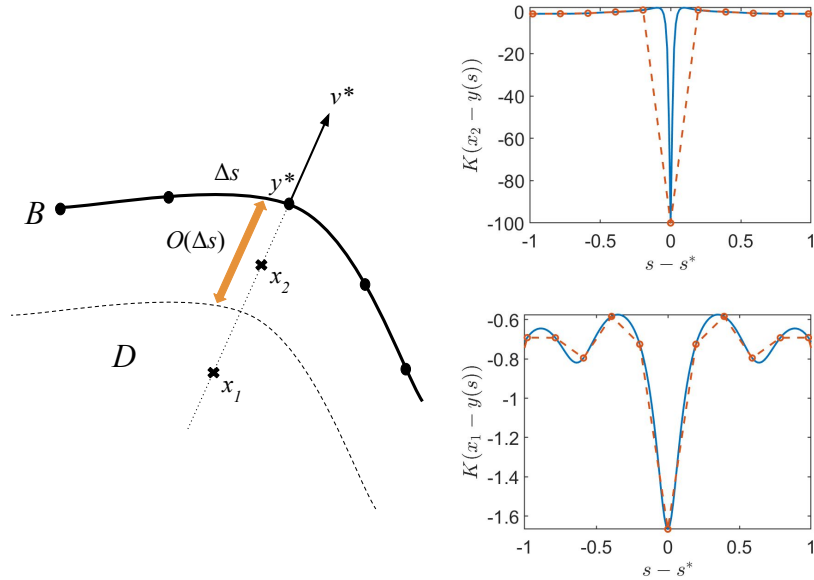 ν*
Δs
y*
B
O(Δs)
x₂
D
x₁
K(x₂ − y(s))
0
-20
-40
-60
-80
-100
-1 -0.5 0 0.5 1
s − s*
K(x₁ − y(s))
-0.6
-0.8
-1
-1.2
-1.4
-1.6
-1 -0.5 0 0.5 1
s − s*